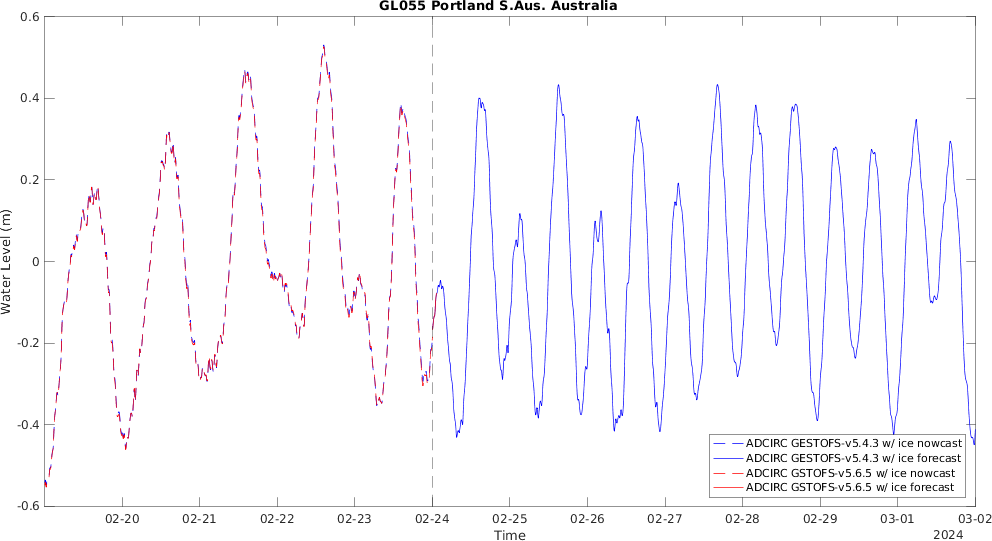 GL055 Portland S.Aus. Australia
Water Level (m)
0.6
0.4
0.2
0
-0.2
-0.4
-0.6
ADCIRC GESTOFS-v5.4.3 w/ ice nowcast
ADCIRC GESTOFS-v5.4.3 w/ ice forecast
ADCIRC GSTOFS-v5.6.5 w/ ice nowcast
ADCIRC GSTOFS-v5.6.5 w/ ice forecast
02-20 02-21 02-22 02-23 02-24 02-25 02-26 02-27 02-28 02-29 03-01 03-02
Time
2024